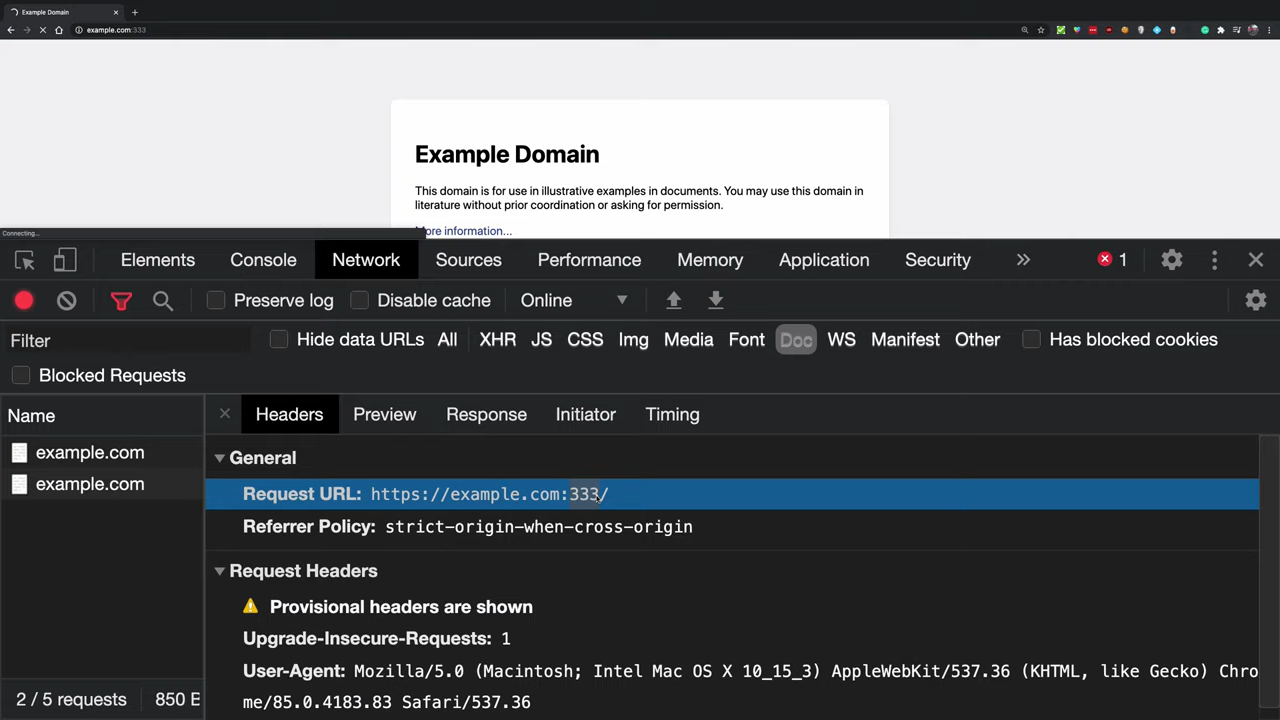 Example Domain
example.com:333
Example Domain
This domain is for use in illustrative examples in documents. You may use this domain in
literature without prior coordination or asking for permission.
More information...
Connecting...
Elements Console Network Sources Performance Memory Application Security 1
Preserve log Disable cache Online
Filter Hide data URLs All XHR JS CSS Img Media Font Doc WS Manifest Other Has blocked cookies
Blocked Requests
Name Headers Preview Response Initiator Timing
example.com
example.com
General
Request URL: https://example.com:333/
Referrer Policy: strict-origin-when-cross-origin
Request Headers
Provisional headers are shown
Upgrade-Insecure-Requests: 1
User-Agent: Mozilla/5.0 (Macintosh; Intel Mac OS X 10_15_3) AppleWebKit/537.36 (KHTML, like Gecko) Chro
me/85.0.4183.83 Safari/537.36
2 / 5 requests 850 B